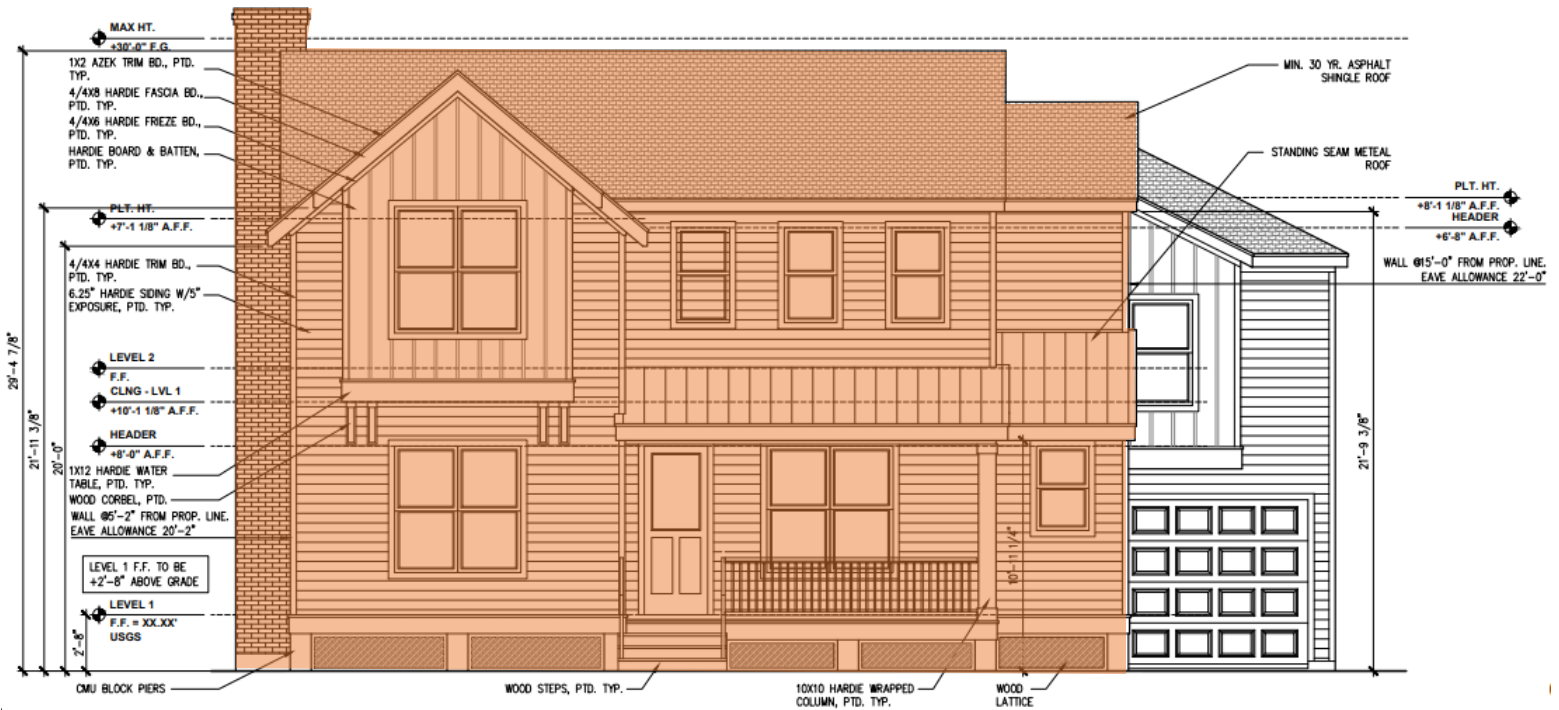 MAX HT.
+30'-0" F.G.
1X2 AZEK TRIM BD., PTD.
TYP.
4/4X8 HARDIE FASCIA BD.,
PTD. TYP.
4/4X6 HARDIE FRIEZE BD.,
PTD. TYP.
HARDIE BOARD & BATTEN,
PTD. TYP.
PLT. HT.
+7'-1 1/8" A.F.F.
4/4X4 HARDIE TRIM BD.,
PTD. TYP.
6.25" HARDIE SIDING W/5"
EXPOSURE, PTD. TYP.
LEVEL 2
F.F.
CLNG - LVL 1
+10'-1 1/8" A.F.F.
HEADER
+8'-0" A.F.F.
1X12 HARDIE WATER
TABLE, PTD. TYP.
WOOD CORBEL, PTD.
WALL @5'-2" FROM PROP. LINE.
EAVE ALLOWANCE 20'-2"
LEVEL 1 F.F. TO BE
+2'-8" ABOVE GRADE
LEVEL 1
F.F. = XX.XX'
USGS
29'-4 7/8"
21'-11 3/8"
20'-0"
2'-8"
CMU BLOCK PIERS
WOOD STEPS, PTD. TYP.
10X10 HARDIE WRAPPED
COLUMN, PTD. TYP.
WOOD
LATTICE
10'-11 1/4"
MIN. 30 YR. ASPHALT
SHINGLE ROOF
STANDING SEAM METEAL
ROOF
PLT. HT.
+8'-1 1/8" A.F.F.
HEADER
+6'-8" A.F.F.
WALL @15'-0" FROM PROP. LINE.
EAVE ALLOWANCE 22'-0"
21'-9 3/8"